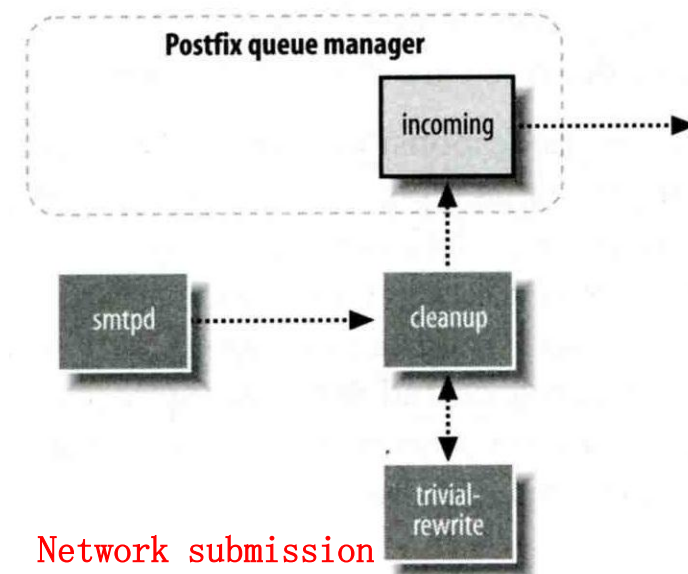 Postfix queue manager
incoming
smtpd
cleanup
trivial-
rewrite
Network submission